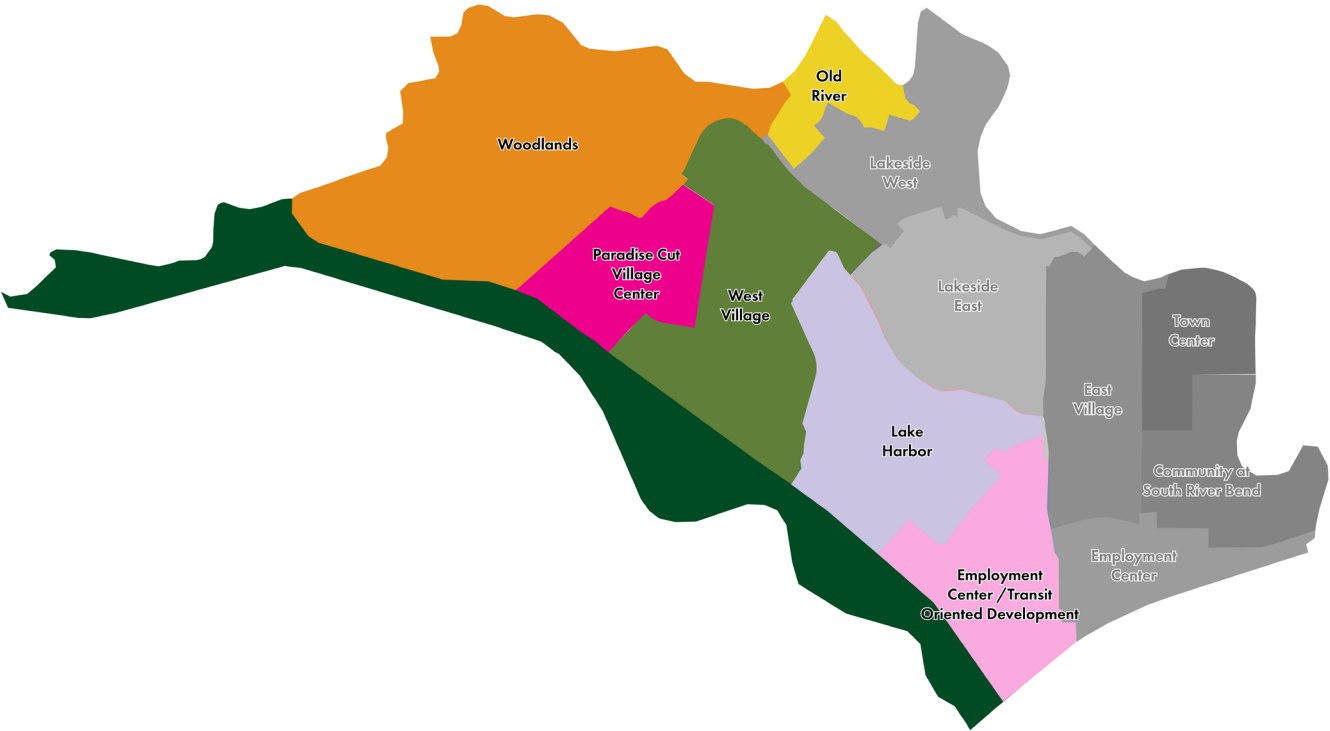 Old
River
Woodlands
Lakeside
West
Paradise Cut
Village
Center
West
Village
Lakeside
East
Town
Center
East
Village
Lake
Harbor
Community at
South River Bend
Employment
Center
Employment
Center /Transit
Oriented Development